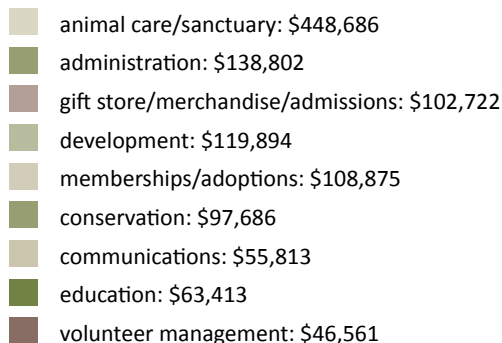 animal care/sanctuary: $448,686
administration: $138,802
gift store/merchandise/admissions: $102,722
development: $119,894
memberships/adoptions: $108,875
conservation: $97,686
communications: $55,813
education: $63,413
volunteer management: $46,561